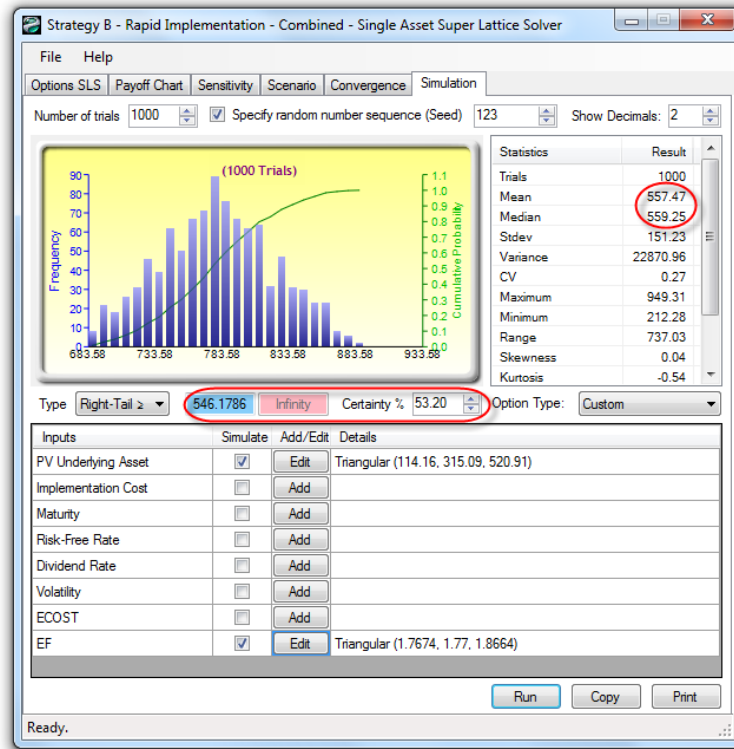 Strategy B - Rapid Implementation - Combined - Single Asset Super Lattice Solver
File Help
Options SLS Payoff Chart Sensitivity Scenario Convergence Simulation
Number of trials 1000 Specify random number sequence (Seed) 123 Show Decimals: 2
(1000 Trials)
Frequency
90
80
70
60
50
40
30
20
10
0
683.58 733.58 783.58 833.58 883.58 933.58
1.1
1.0
0.9
0.8
0.7
0.6
0.5
0.4
0.3
0.2
0.1
0.0
Cumulative Probability
Statistics Result
Trials 1000
Mean 557.47
Median 559.25
Stdev 151.23
Variance 22870.96
CV 0.27
Maximum 949.31
Minimum 212.28
Range 737.03
Skewness 0.04
Kurtosis -0.54
Type Right-Tail ≥ 546.1786 Infinity Certainty % 53.20 Option Type: Custom
Inputs Simulate Add/Edit Details
PV Underlying Asset Edit Triangular (114.16, 315.09, 520.91)
Implementation Cost Add
Maturity Add
Risk-Free Rate Add
Dividend Rate Add
Volatility Add
ECOST Add
EF Edit Triangular (1.7674, 1.77, 1.8664)
Run Copy Print
Ready.